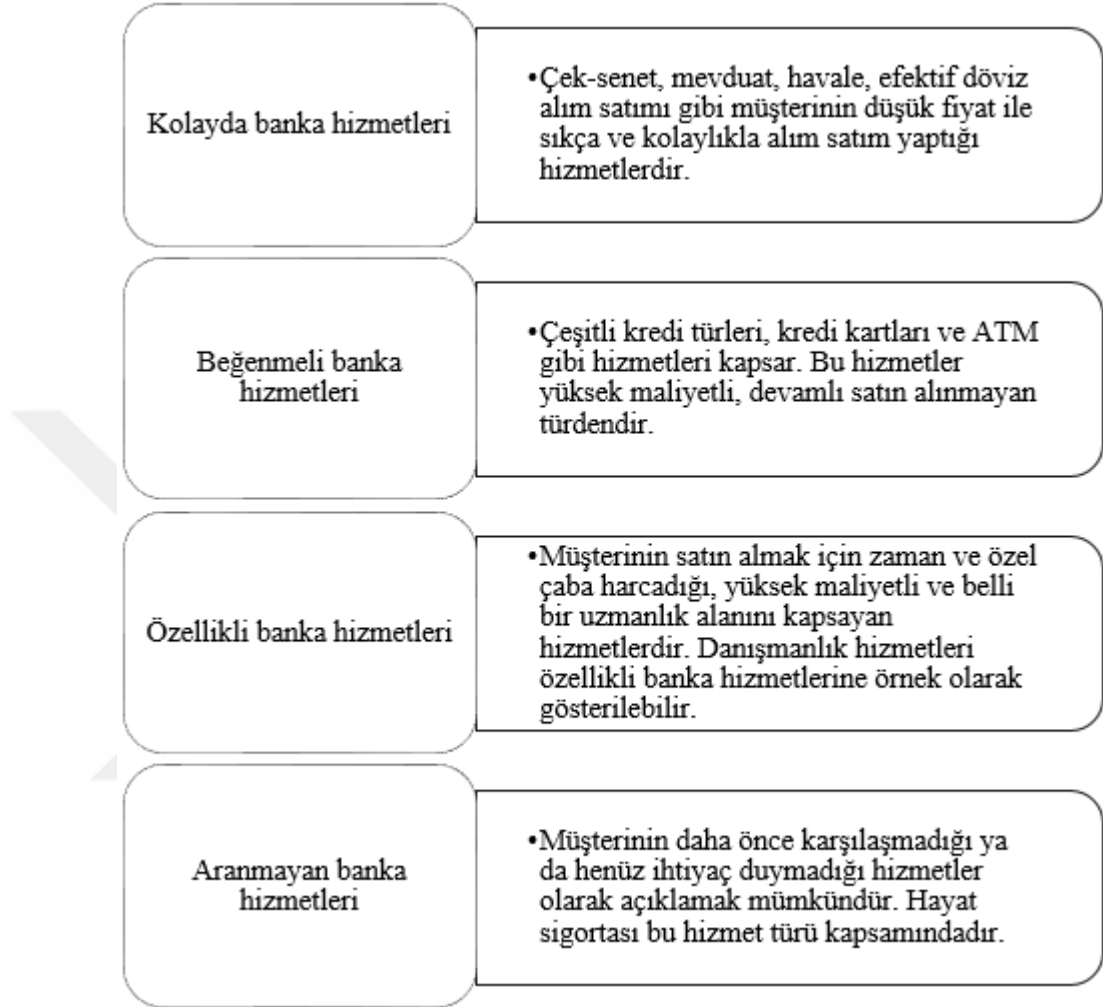 Kolayda banka hizmetleri
•Çek-senet, mevduat, havale, efektif döviz
alım satımı gibi müşterinin düşük fiyat ile
sıkça ve kolaylıkla alım satım yaptığı
hizmetlerdir.
Beğenmeli banka
hizmetleri
•Çeşitli kredi türleri, kredi kartları ve ATM
gibi hizmetleri kapsar. Bu hizmetler
yüksek maliyetli, devamlı satın alınmayan
türdendir.
Özellikli banka hizmetleri
•Müşterinin satın almak için zaman ve özel
çaba harcadığı, yüksek maliyetli ve belli
bir uzmanlık alanını kapsayan
hizmetlerdir. Danışmanlık hizmetleri
özellikli banka hizmetlerine örnek olarak
gösterilebilir.
Aranmayan banka
hizmetleri
•Müşterinin daha önce karşılaşmadığı ya
da henüz ihtiyaç duymadığı hizmetler
olarak açıklamak mümkündür. Hayat
sigortası bu hizmet türü kapsamındadır.